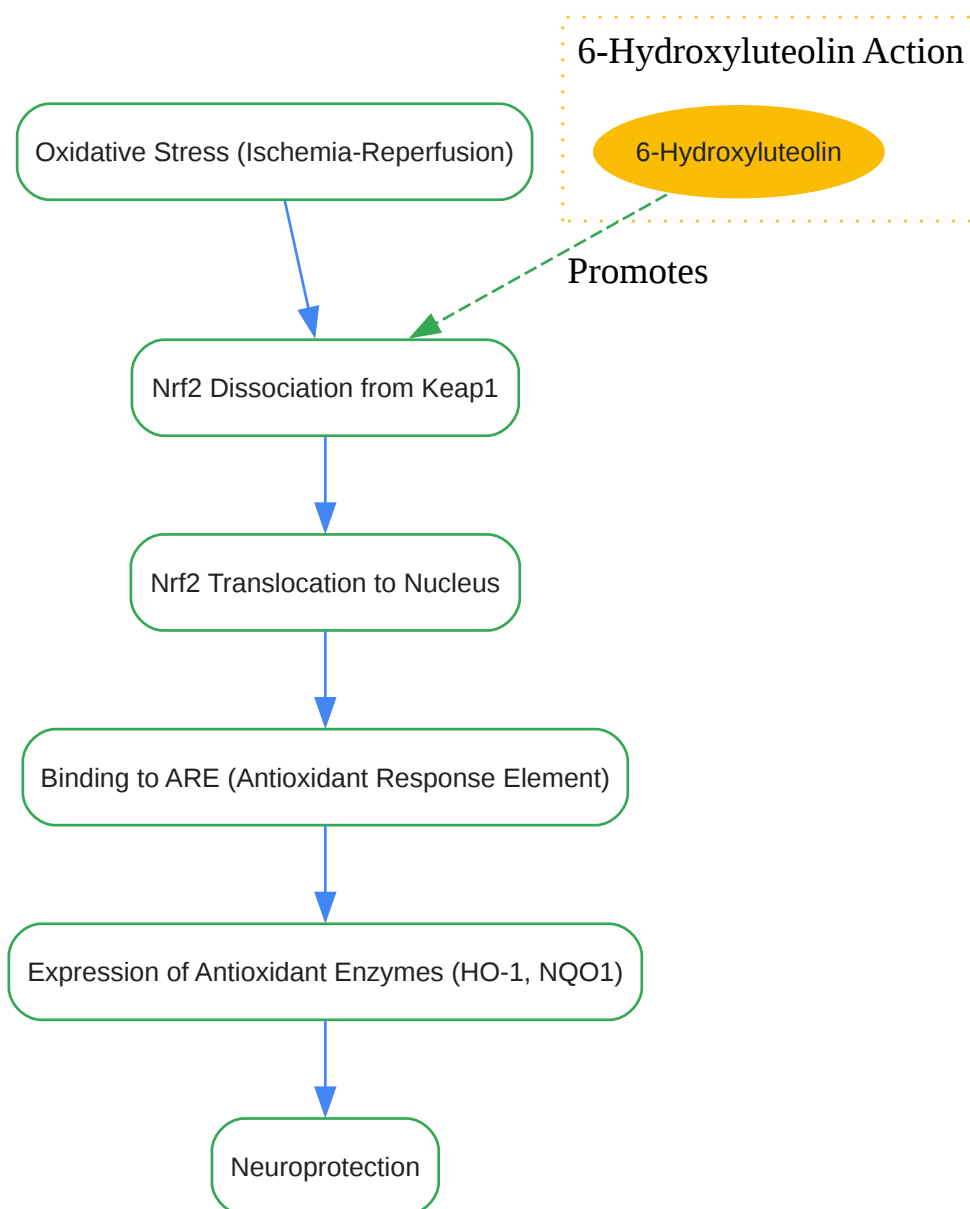 6-Hydroxyluteolin Action
Oxidative Stress (Ischemia-Reperfusion)
6-Hydroxyluteolin
Promotes
Nrf2 Dissociation from Keap1
Nrf2 Translocation to Nucleus
Binding to ARE (Antioxidant Response Element)
Expression of Antioxidant Enzymes (HO-1, NQO1)
Neuroprotection